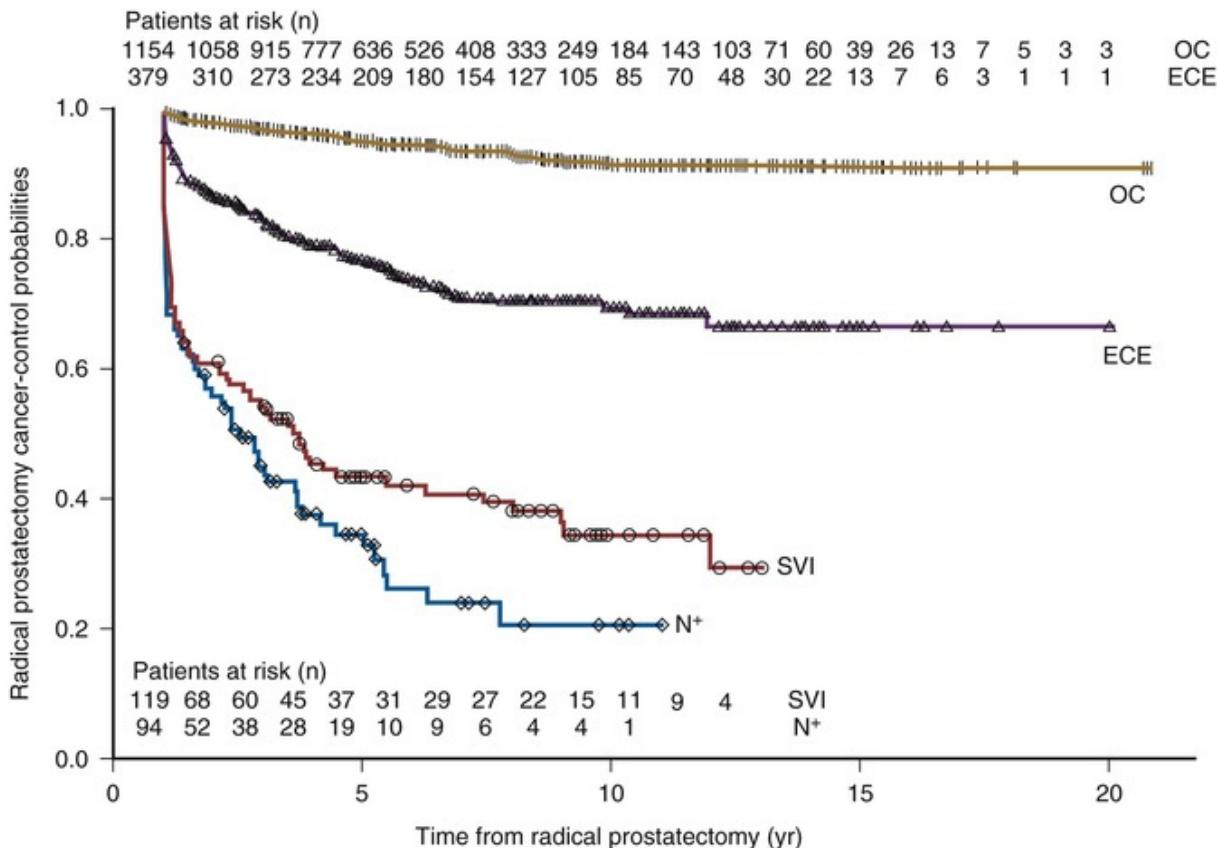 Patients at risk (n)
1154 1058 915 777 636 526 408 333 249 184 143 103 71 60 39 26 13 7 5 3 3 OC
379 310 273 234 209 180 154 127 105 85 70 48 30 22 13 7 6 3 1 1 1 ECE
1.0
OC
0.8
ECE
0.6
0.4
SVI
N⁺
0.2
Patients at risk (n)
119 68 60 45 37 31 29 27 22 15 11 9 4 SVI
94 52 38 28 19 10 9 6 4 4 1 N⁺
0.0
0 5 10 15 20
Time from radical prostatectomy (yr)
Radical prostatectomy cancer-control probabilities